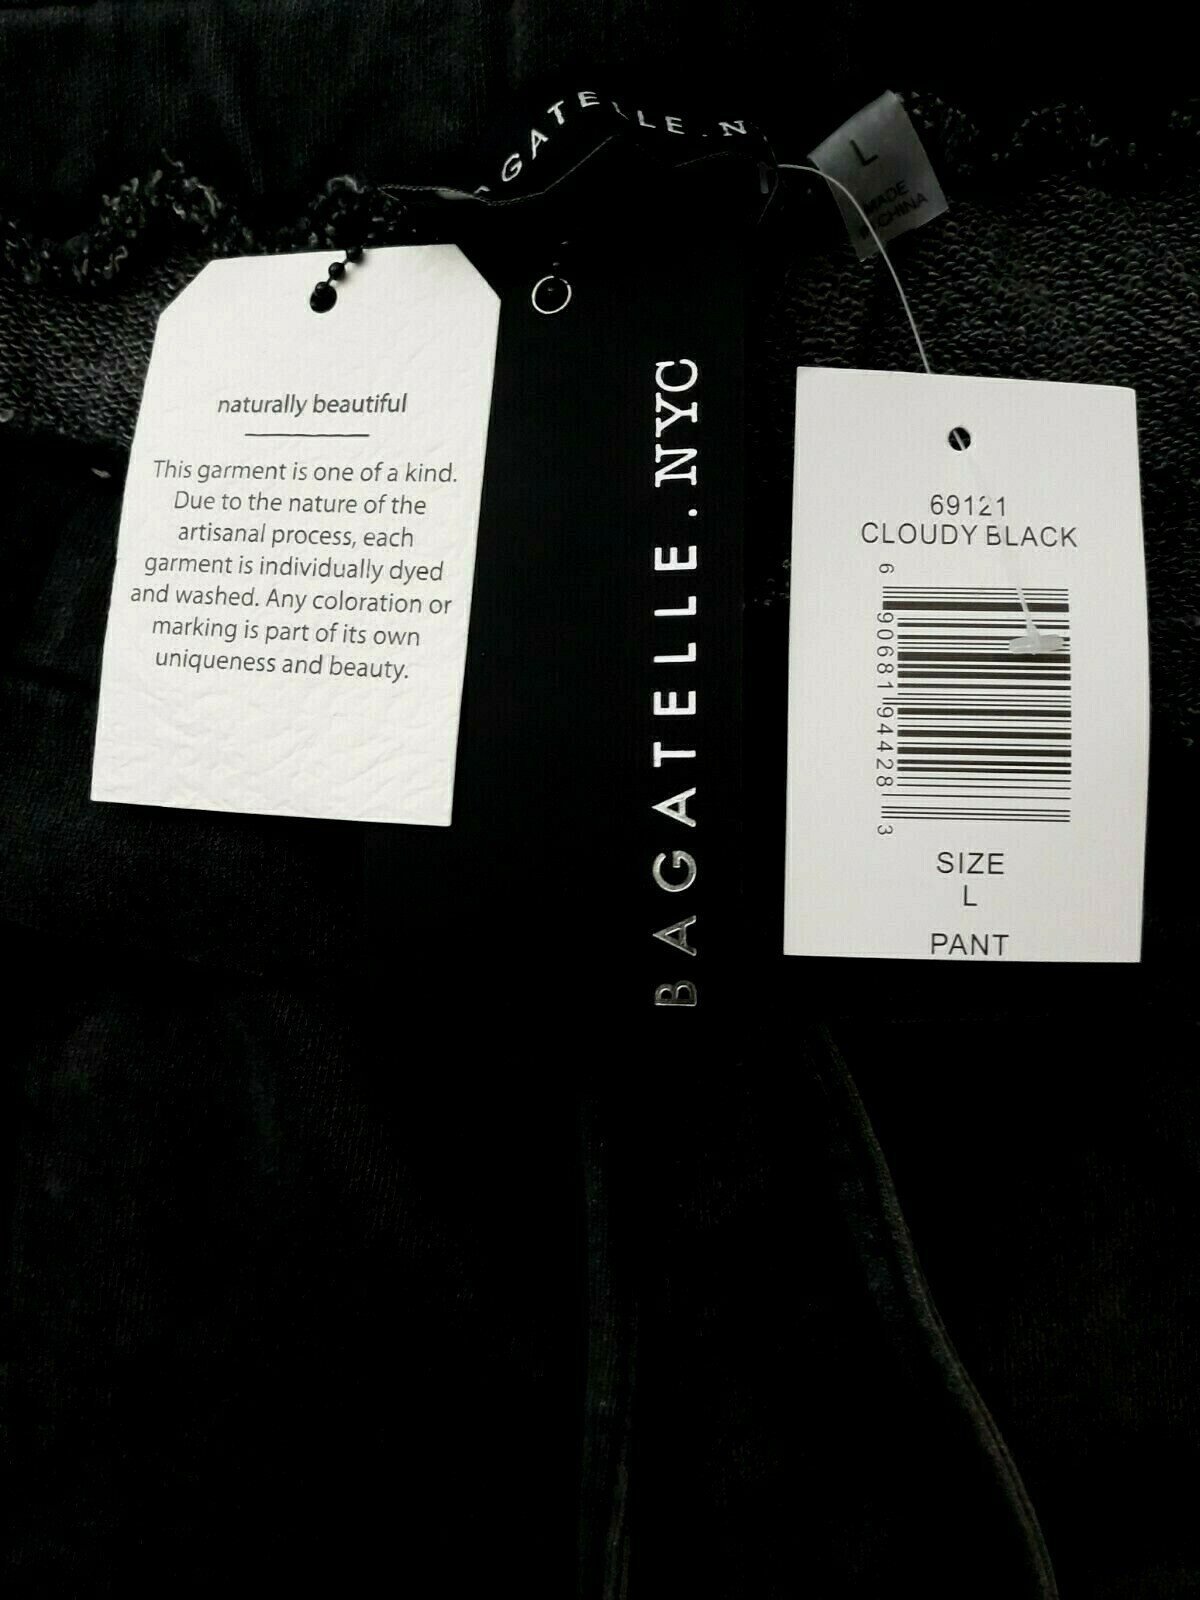 GATELLE.N
L
MADE
CHINA
naturally beautiful
This garment is one of a kind.
Due to the nature of the
artisanal process, each
garment is individually dyed
and washed. Any coloration or
marking is part of its own
uniqueness and beauty.
BAGATELLE.NYC
69121
CLOUDY BLACK
6 90681 94428 3
SIZE
L
PANT